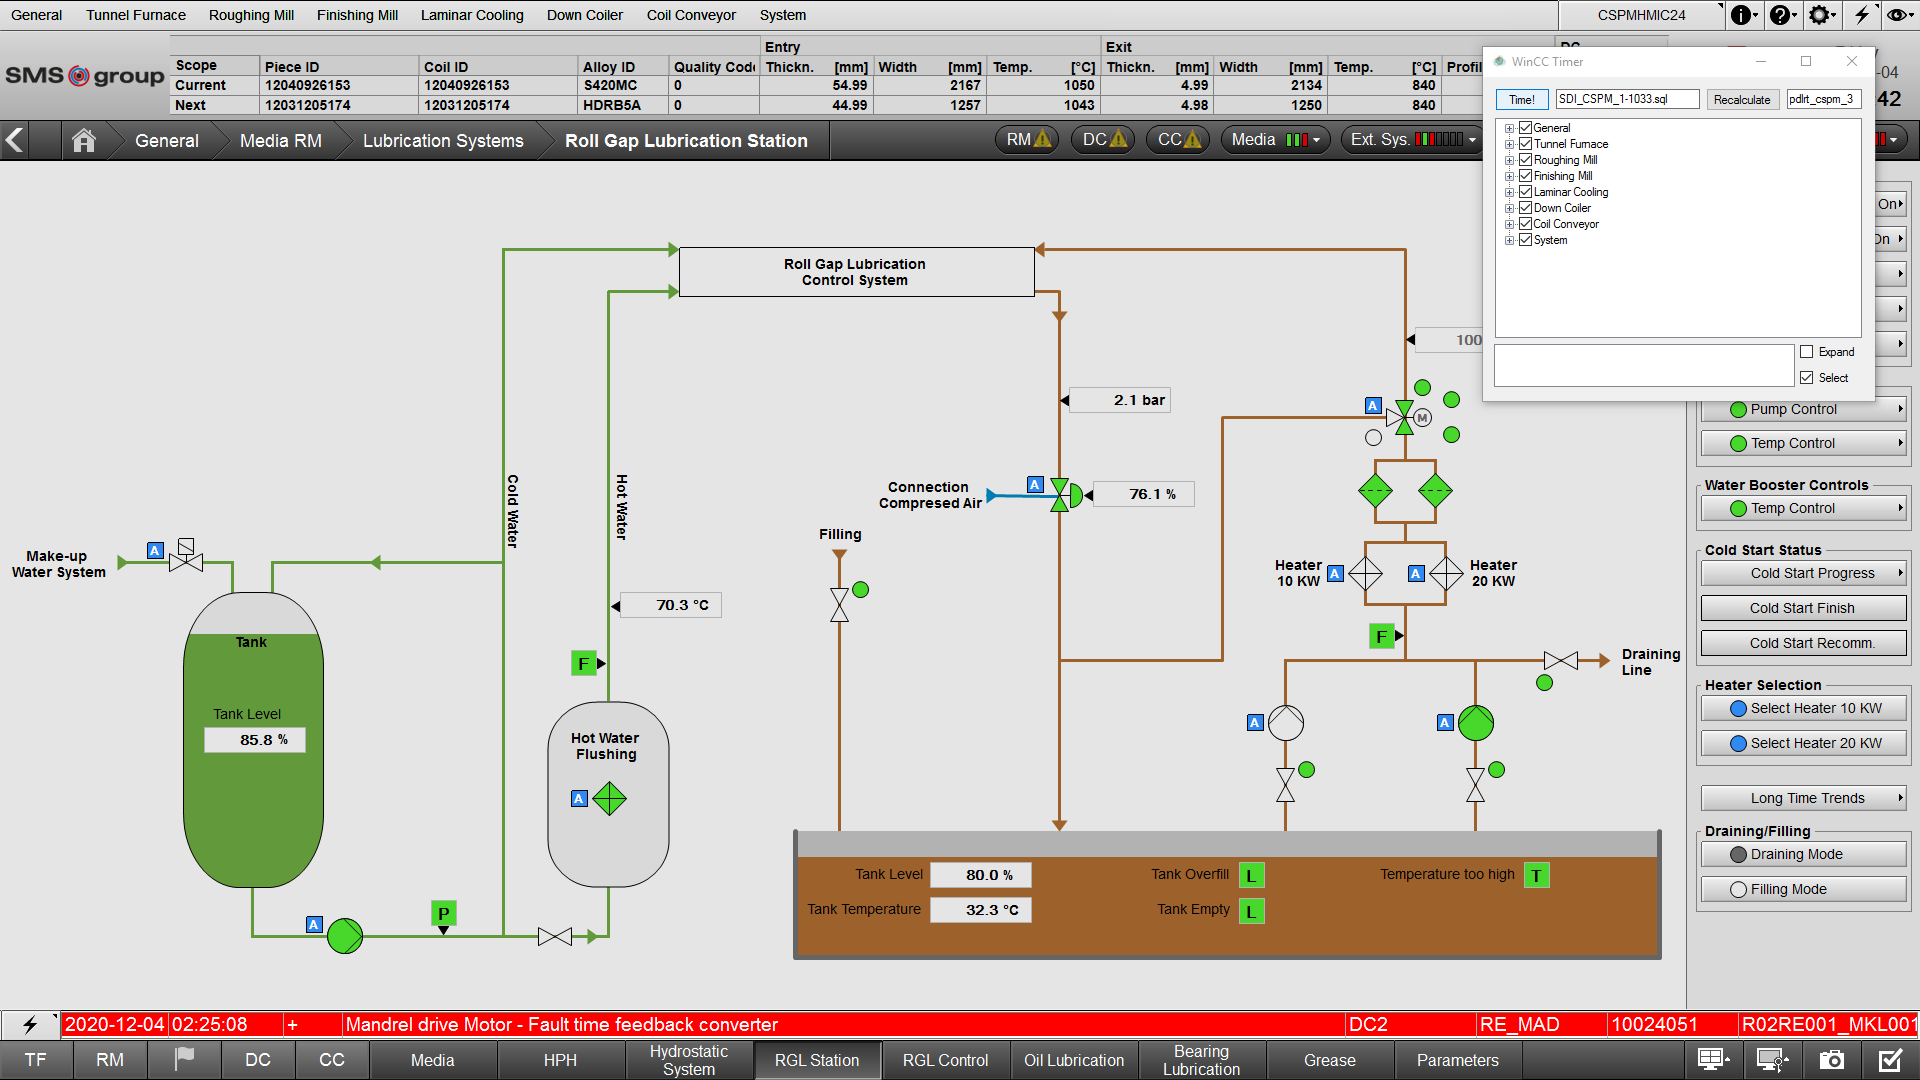 General Tunnel Furnace Roughing Mill Finishing Mill Laminar Cooling Down Coiler Coil Conveyor System CSPMHMIC24
SMS group
Entry Exit
Scope Piece ID Coil ID Alloy ID Quality Code Thickn. [mm] Width [mm] Temp. [°C] Thickn. [mm] Width [mm] Temp. [°C] Profil
Current 12040926153 12040926153 S420MC 0 54.99 2167 1050 4.99 2134 840
Next 12031205174 12031205174 HDRB5A 0 44.99 1257 1043 4.98 1250 840
-04
42
General Media RM Lubrication Systems Roll Gap Lubrication Station RM DC CC Media Ext. Sys.
WinCC Timer
Time! SDI_CSPM_1-1033.sql Recalculate pdlrt_cspm_3
General
Tunnel Furnace
Roughing Mill
Finishing Mill
Laminar Cooling
Down Coiler
Coil Conveyor
System
Expand
Select
On
On
Roll Gap Lubrication
Control System
100
2.1 bar
A
M
Connection
Compresed Air
A
76.1 %
Cold Water
Hot Water
Filling
Make-up
Water System
A
70.3 °C
F
Heater
10 KW
A
A
Heater
20 KW
F
Draining
Line
Tank
Tank Level
85.8 %
Hot Water
Flushing
A
A
A
A
P
Tank Level 80.0 %
Tank Temperature 32.3 °C
Tank Overfill L
Tank Empty L
Temperature too high T
Pump Control
Temp Control
Water Booster Controls
Temp Control
Cold Start Status
Cold Start Progress
Cold Start Finish
Cold Start Recomm.
Heater Selection
Select Heater 10 KW
Select Heater 20 KW
Long Time Trends
Draining/Filling
Draining Mode
Filling Mode
2020-12-04 02:25:08 + Mandrel drive Motor - Fault time feedback converter DC2 RE_MAD 10024051 R02RE001_MKL001
TF RM DC CC Media HPH Hydrostatic System RGL Station RGL Control Oil Lubrication Bearing Lubrication Grease Parameters